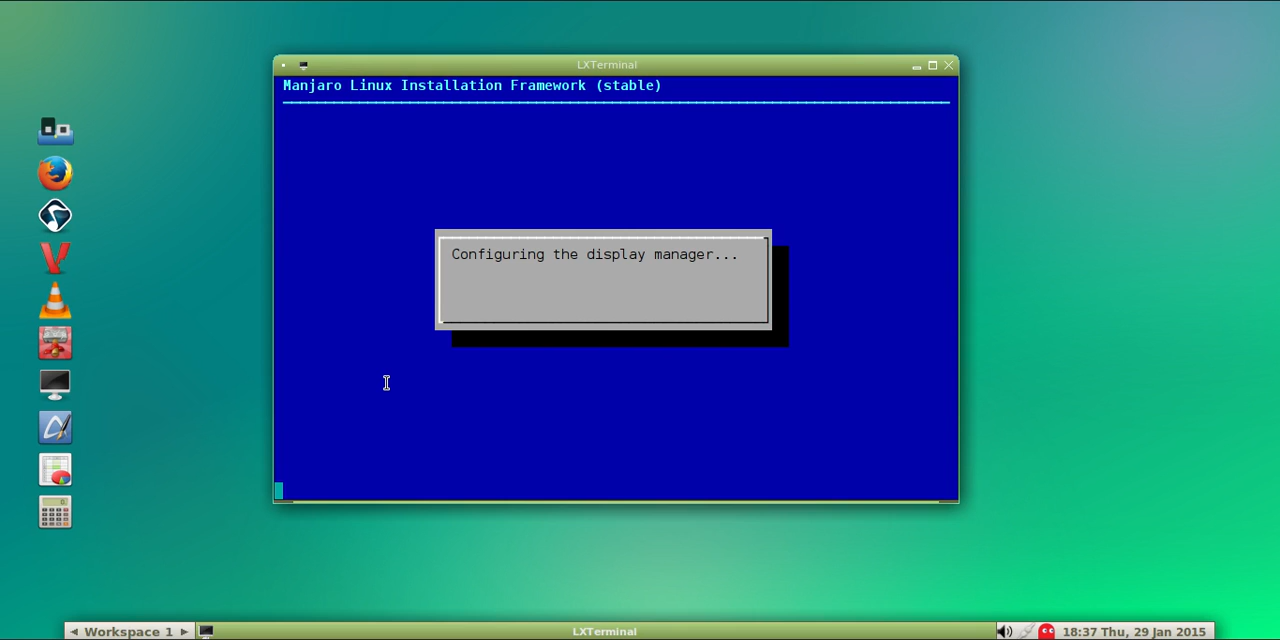 LXTerminal
Manjaro Linux Installation Framework (stable)
Configuring the display manager...
Workspace 1
LXTerminal
18:37 Thu, 29 Jan 2015